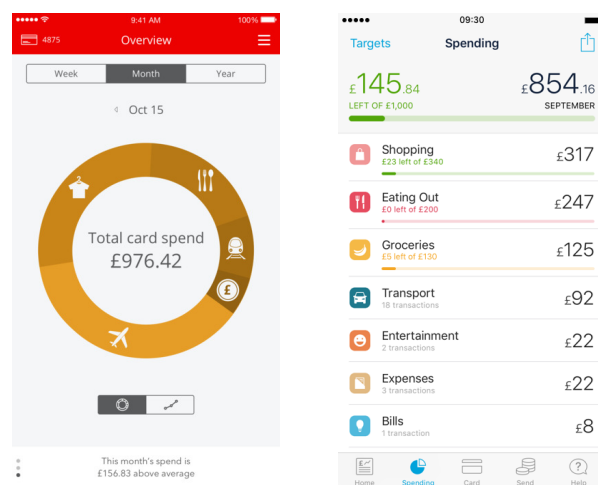 9:41 AM
100%
4875
Overview
Week
Month
Year
Oct 15
Total card spend
£976.42
£
This month's spend is
£156.83 above average
09:30
Targets
Spending
£145.84
£854.16
LEFT OF £1,000
SEPTEMBER
Shopping
£23 left of £340
£317
Eating Out
£0 left of £200
£247
Groceries
£5 left of £130
£125
Transport
18 transactions
£92
Entertainment
2 transactions
£22
Expenses
3 transactions
£22
Bills
1 transaction
£8
Home
Spending
Card
Send
Help